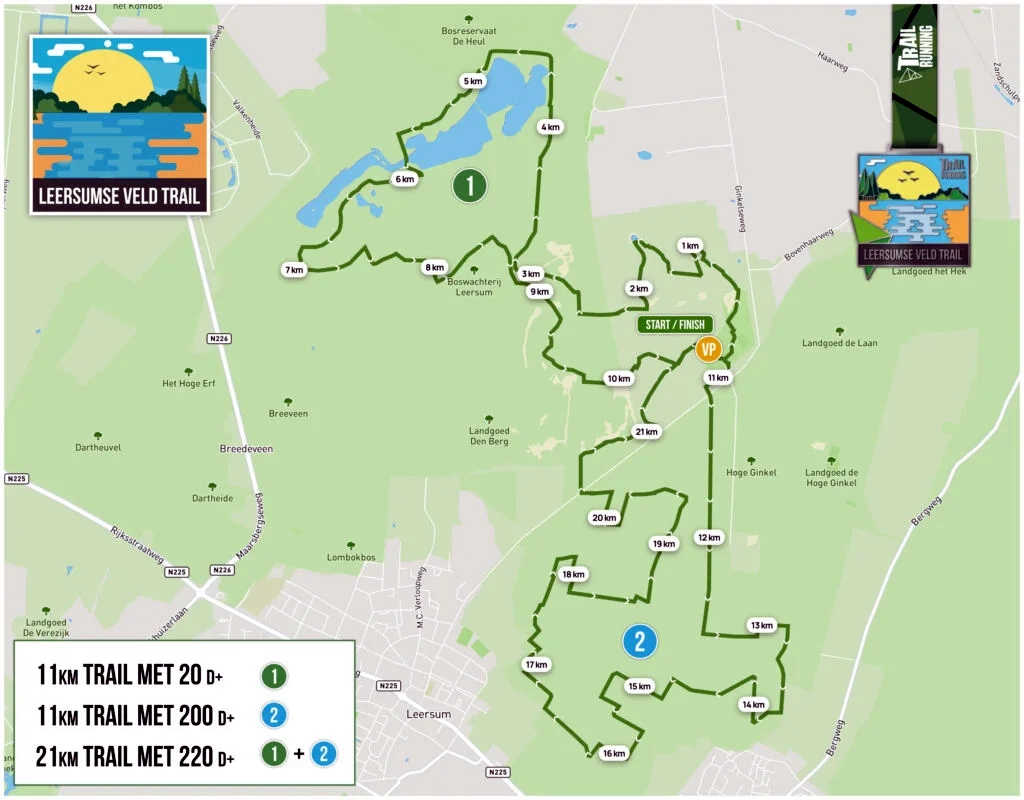 het Kombos
N226
Bosreservaat
De Heul
TRAIL
RUNNING
Haarweg
Valkenheide
5 km
4 km
6 km
1
LEERSUMSE VELD TRAIL
Ginkelseweg
TRAIL
RUNNING
LEERSUMSE VELD TRAIL
Bovenhaarweg
Landgoed het Hek
1 km
7 km
8 km
3 km
Boswachterij
Leersum
9 km
2 km
START / FINISH
VP
N226
Landgoed de Laan
Het Hoge Erf
10 km
11 km
Breeveen
Landgoed
Den Berg
21 km
Dartheuvel
Breedeveen
Hoge Ginkel
Landgoed de
Hoge Ginkel
N225
Dartheide
Maarsbergseweg
Bergweg
20 km
19 km
12 km
Rijksstraatweg
Lombokbos
N225
N226
18 km
M.C. Verloopweg
Landgoed
De Verezijk
13 km
2
17 km
15 km
14 km
N225
Leersum
Bergweg
16 km
N225
11KM TRAIL MET 20 D+ 1
11KM TRAIL MET 200 D+ 2
21KM TRAIL MET 220 D+ 1 + 2